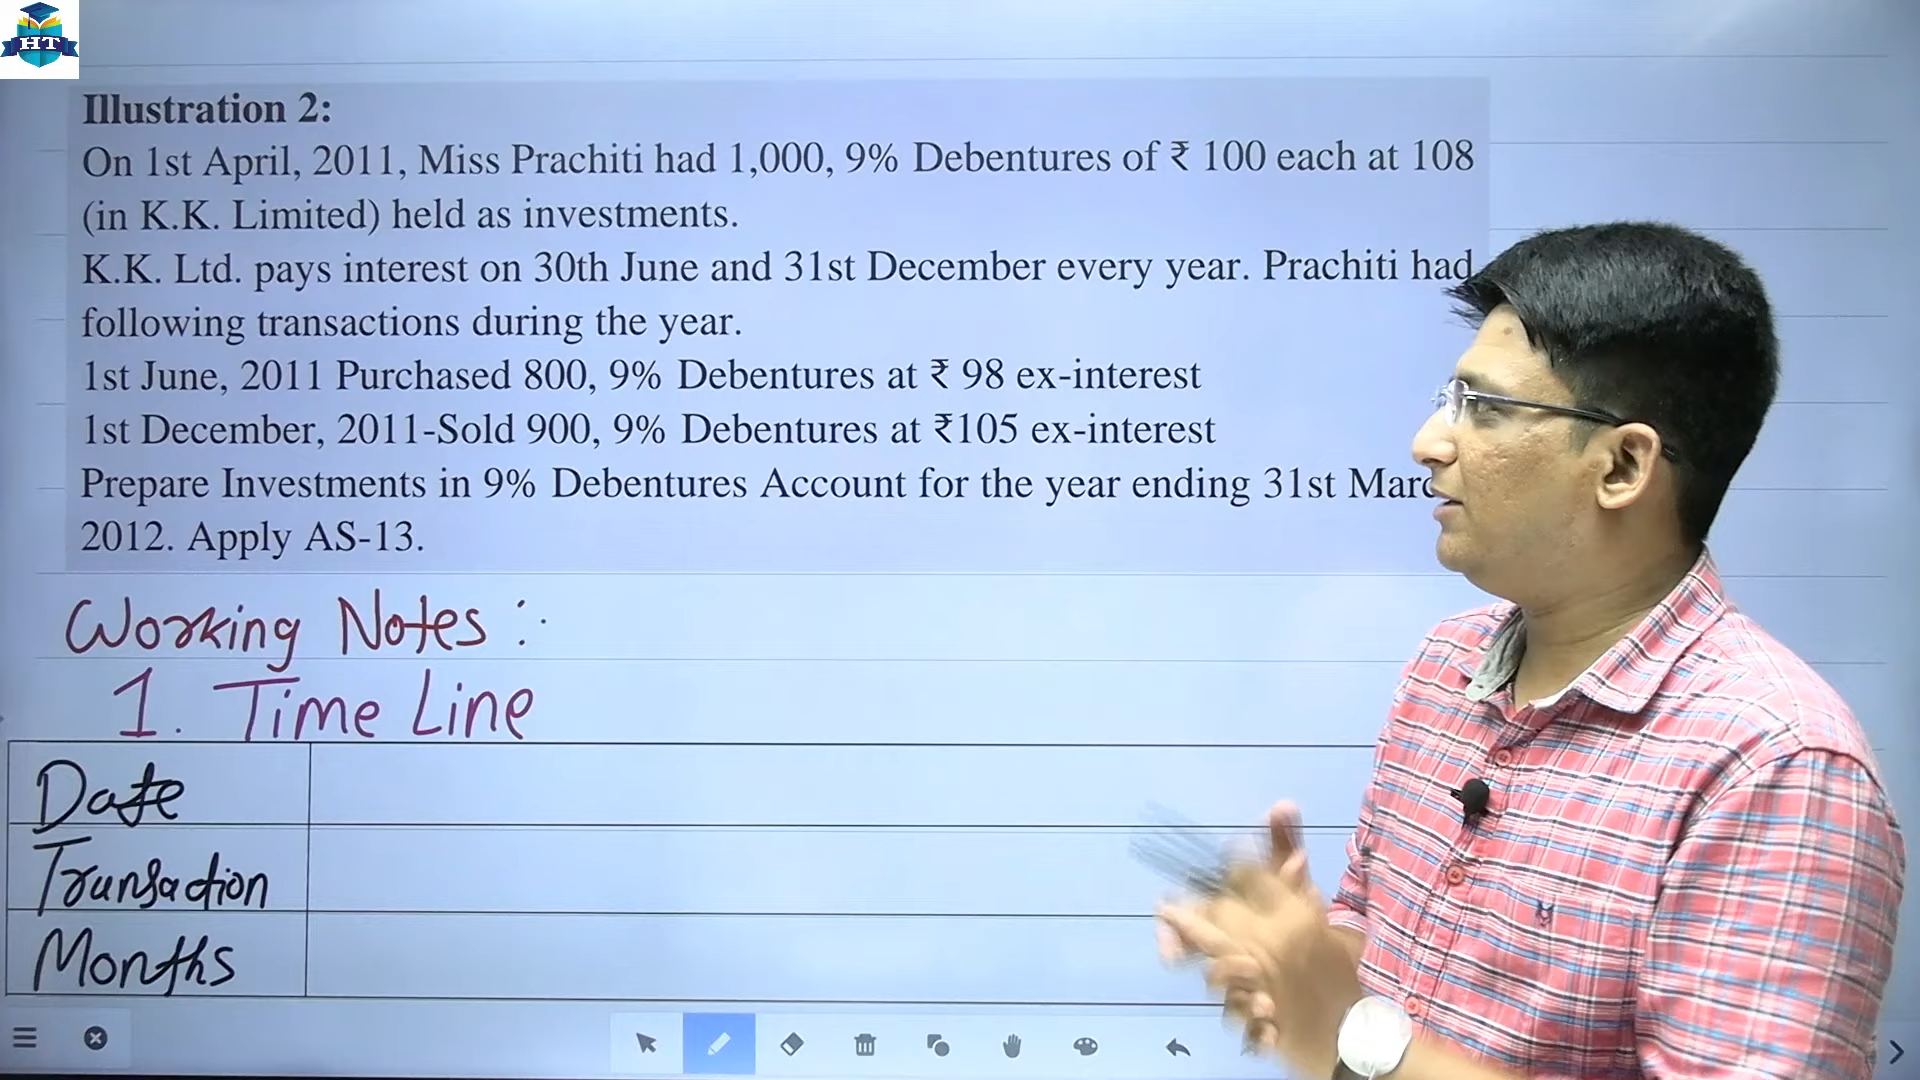 HT
Illustration 2:
On 1st April, 2011, Miss Prachiti had 1,000, 9% Debentures of ₹ 100 each at 108
(in K.K. Limited) held as investments.
K.K. Ltd. pays interest on 30th June and 31st December every year. Prachiti had
following transactions during the year.
1st June, 2011 Purchased 800, 9% Debentures at ₹ 98 ex-interest
1st December, 2011-Sold 900, 9% Debentures at ₹105 ex-interest
Prepare Investments in 9% Debentures Account for the year ending 31st Marc
2012. Apply AS-13.
Working Notes :
1. Time Line
Date
Transaction
Months